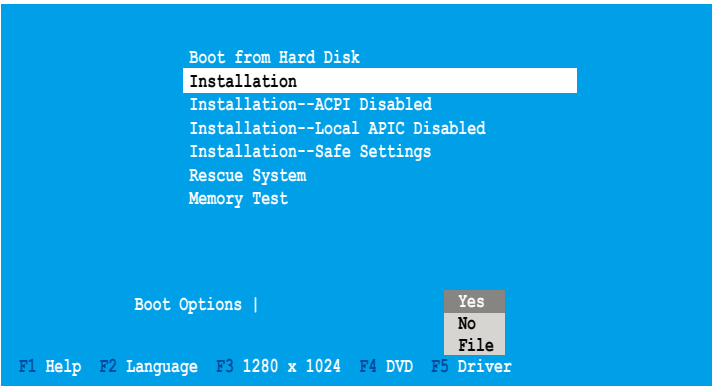 Boot from Hard Disk
Installation
Installation--ACPI Disabled
Installation--Local APIC Disabled
Installation--Safe Settings
Rescue System
Memory Test
Boot Options |
Yes
No
File
F1 Help F2 Language F3 1280 x 1024 F4 DVD F5 Driver